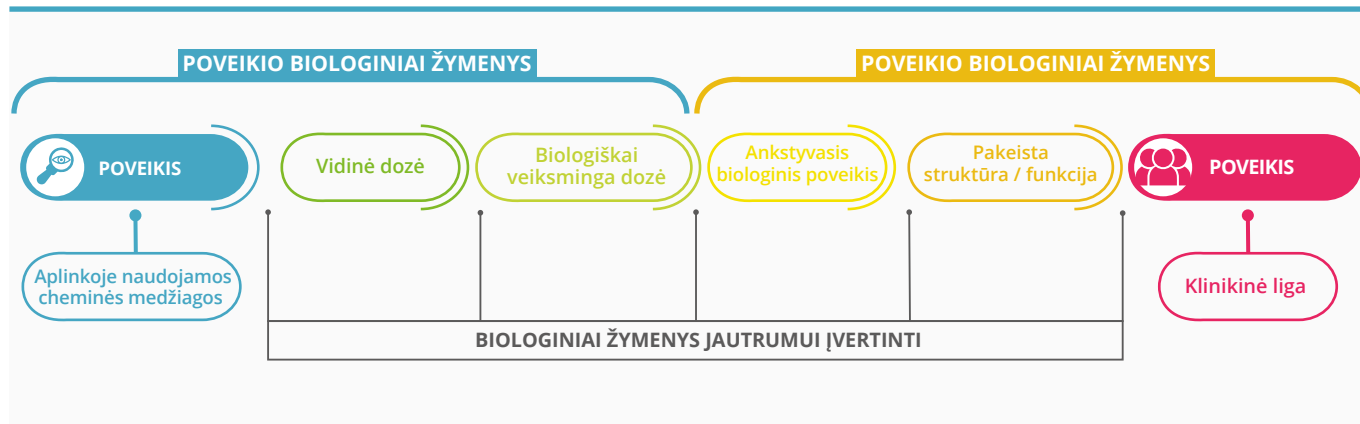 POVEIKIO BIOLOGINIAI ŽYMENYS
POVEIKIO BIOLOGINIAI ŽYMENYS
POVEIKIS
Vidinė dozė
Biologiškai
veiksminga dozė
Ankstyvasis
biologinis poveikis
Pakeista
struktūra / funkcija
POVEIKIS
Aplinkoje naudojamos
cheminės medžiagos
Klinikinė liga
BIOLOGINIAI ŽYMENYS JAUTRUMUI ĮVERTINTI